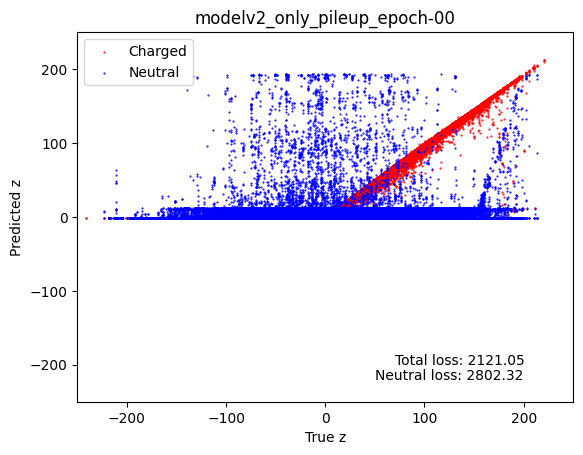 modelv2_only_pileup_epoch-00
Charged
Neutral
Predicted z
200
100
0
−100
−200
Total loss: 2121.05
Neutral loss: 2802.32
−200 −100 0 100 200
True z